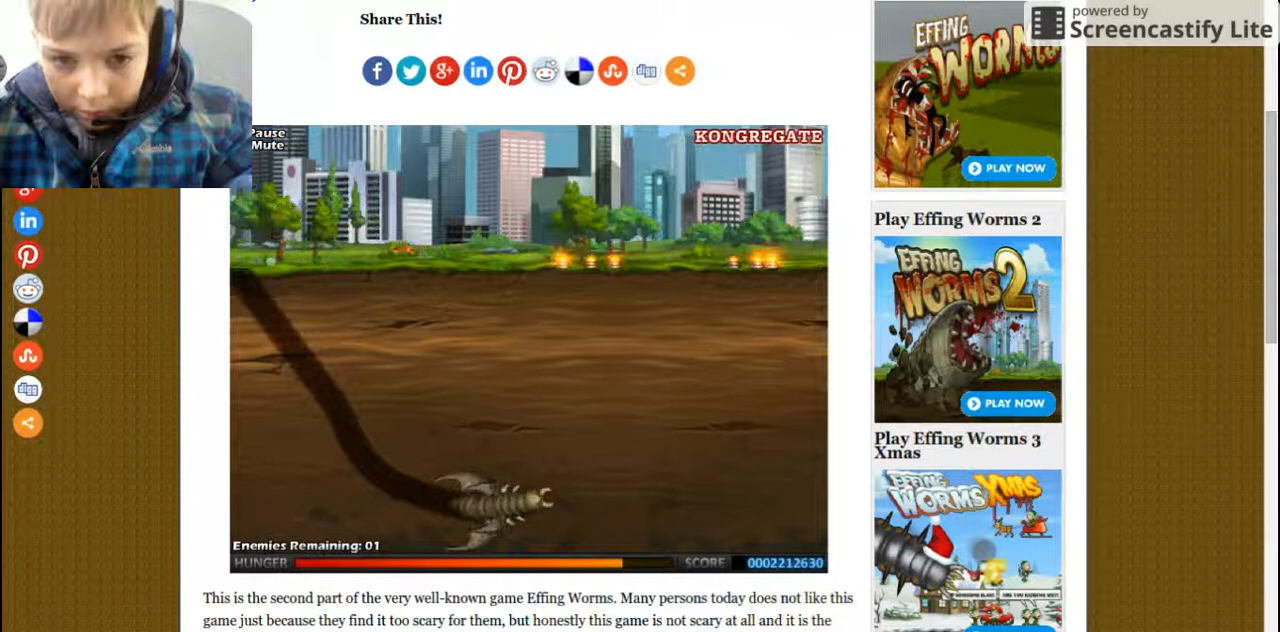 Share This!
powered by
Screencastify Lite
EFFING
WORMS
PLAY NOW
Pause
Mute
KONGREGATE
Columbia
Play Effing Worms 2
EFFING
WORMS 2
PLAY NOW
Play Effing Worms 3
Xmas
EFFING
WORMS XMAS
Enemies Remaining: 01
HUNGER
SCORE
0002212630
This is the second part of the very well-known game Effing Worms. Many persons today does not like this
game just because they find it too scary for them, but honestly this game is not scary at all and it is the